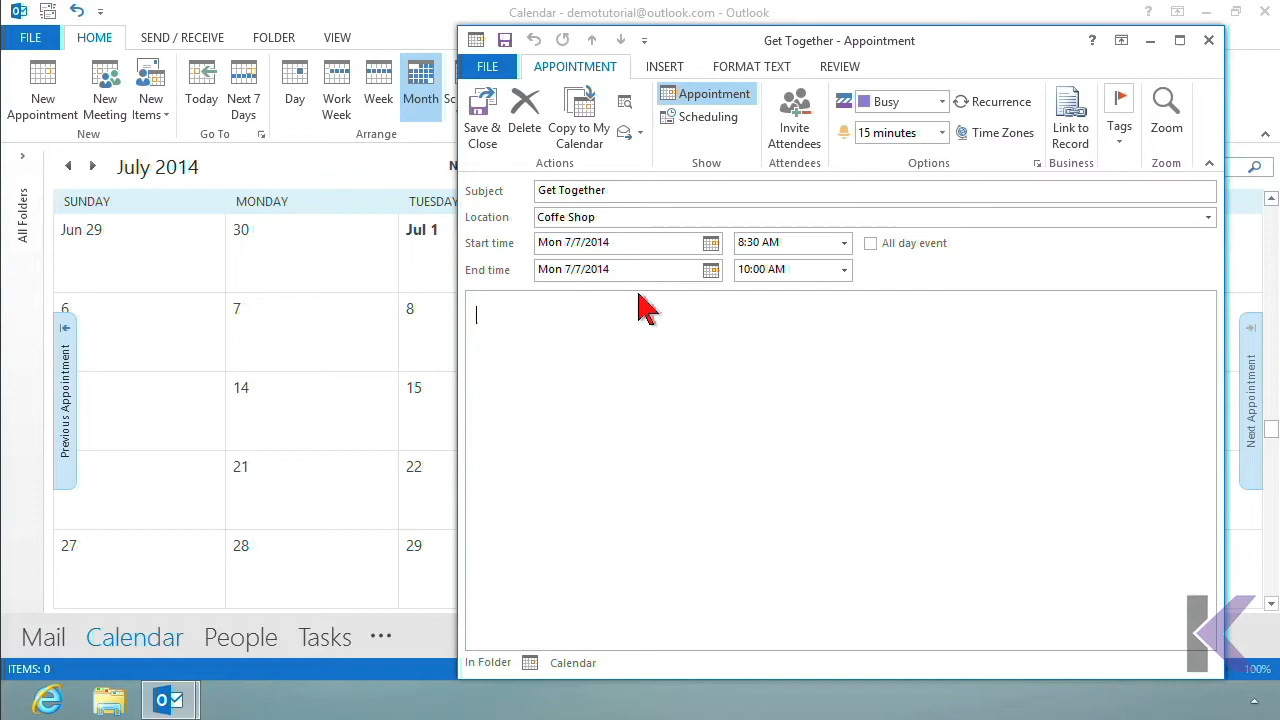 Calendar - demotutorial@outlook.com - Outlook
FILE HOME SEND / RECEIVE FOLDER VIEW
New Appointment
New Meeting
New Items
Today
Next 7 Days
Day
Work Week
Week
Month
New
Go To
Arrange
All Folders
July 2014
SUNDAY MONDAY TUESDAY
Jun 29 30 Jul 1
6 7 8
14 15
21 22
27 28 29
Previous Appointment
Next Appointment
Mail Calendar People Tasks
ITEMS: 0
100%
Get Together - Appointment
FILE APPOINTMENT INSERT FORMAT TEXT REVIEW
Save & Close
Delete
Copy to My Calendar
Actions
Appointment
Scheduling
Show
Invite Attendees
Attendees
Busy
Recurrence
15 minutes
Time Zones
Options
Link to Record
Business
Tags
Zoom
Zoom
Subject Get Together
Location Coffe Shop
Start time Mon 7/7/2014 8:30 AM All day event
End time Mon 7/7/2014 10:00 AM
In Folder Calendar